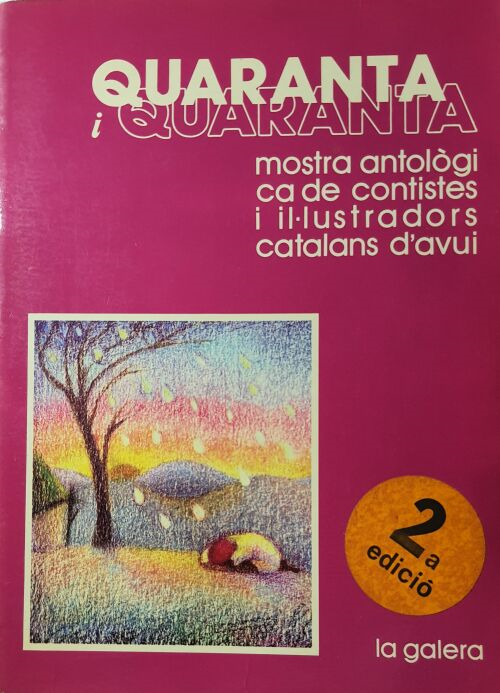 QUARANTA
i QUARANTA
mostra antològi
ca de contistes
i il·lustradors
catalans d'avui
2a
edició
la galera